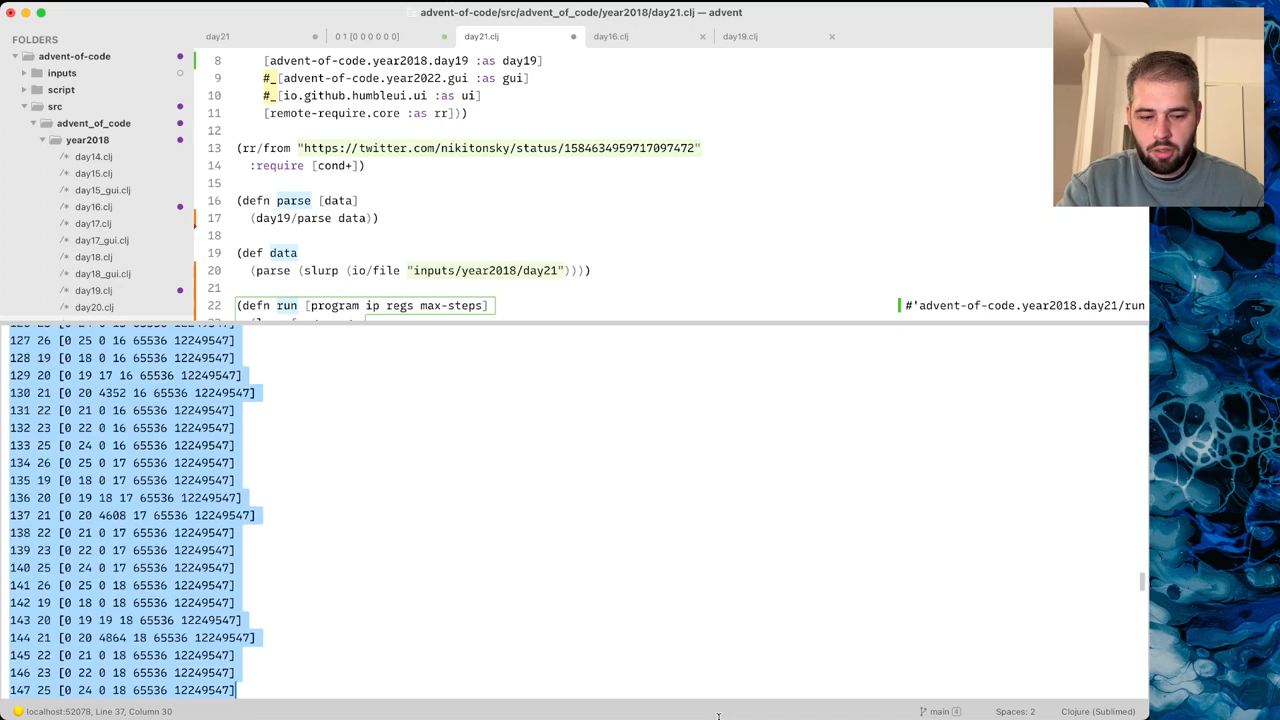 advent-of-code/src/advent_of_code/year2018/day21.clj — advent
FOLDERS
advent-of-code
inputs
script
src
advent_of_code
year2018
day14.clj
day15.clj
day15_gui.clj
day16.clj
day17.clj
day17_gui.clj
day18.clj
day18_gui.clj
day19.clj
day20.clj
day21
0 1 [0 0 0 0 0 0]
day21.clj
day16.clj
day19.clj
8 [advent-of-code.year2018.day19 :as day19]
9 #_[advent-of-code.year2022.gui :as gui]
10 #_[io.github.humbleui.ui :as ui]
11 [remote-require.core :as rr]))
12
13 (rr/from "https://twitter.com/nikitonsky/status/1584634959717097472"
14 :require [cond+])
15
16 (defn parse [data]
17 (day19/parse data))
18
19 (def data
20 (parse (slurp (io/file "inputs/year2018/day21"))))
21
22 (defn run [program ip regs max-steps]
#'advent-of-code.year2018.day21/run
127 26 [0 25 0 16 65536 12249547]
128 19 [0 18 0 16 65536 12249547]
129 20 [0 19 17 16 65536 12249547]
130 21 [0 20 4352 16 65536 12249547]
131 22 [0 21 0 16 65536 12249547]
132 23 [0 22 0 16 65536 12249547]
133 25 [0 24 0 16 65536 12249547]
134 26 [0 25 0 17 65536 12249547]
135 19 [0 18 0 17 65536 12249547]
136 20 [0 19 18 17 65536 12249547]
137 21 [0 20 4608 17 65536 12249547]
138 22 [0 21 0 17 65536 12249547]
139 23 [0 22 0 17 65536 12249547]
140 25 [0 24 0 17 65536 12249547]
141 26 [0 25 0 18 65536 12249547]
142 19 [0 18 0 18 65536 12249547]
143 20 [0 19 19 18 65536 12249547]
144 21 [0 20 4864 18 65536 12249547]
145 22 [0 21 0 18 65536 12249547]
146 23 [0 22 0 18 65536 12249547]
147 25 [0 24 0 18 65536 12249547]
localhost:52078, Line 37, Column 30
main 4
Spaces: 2
Clojure (Sublimed)